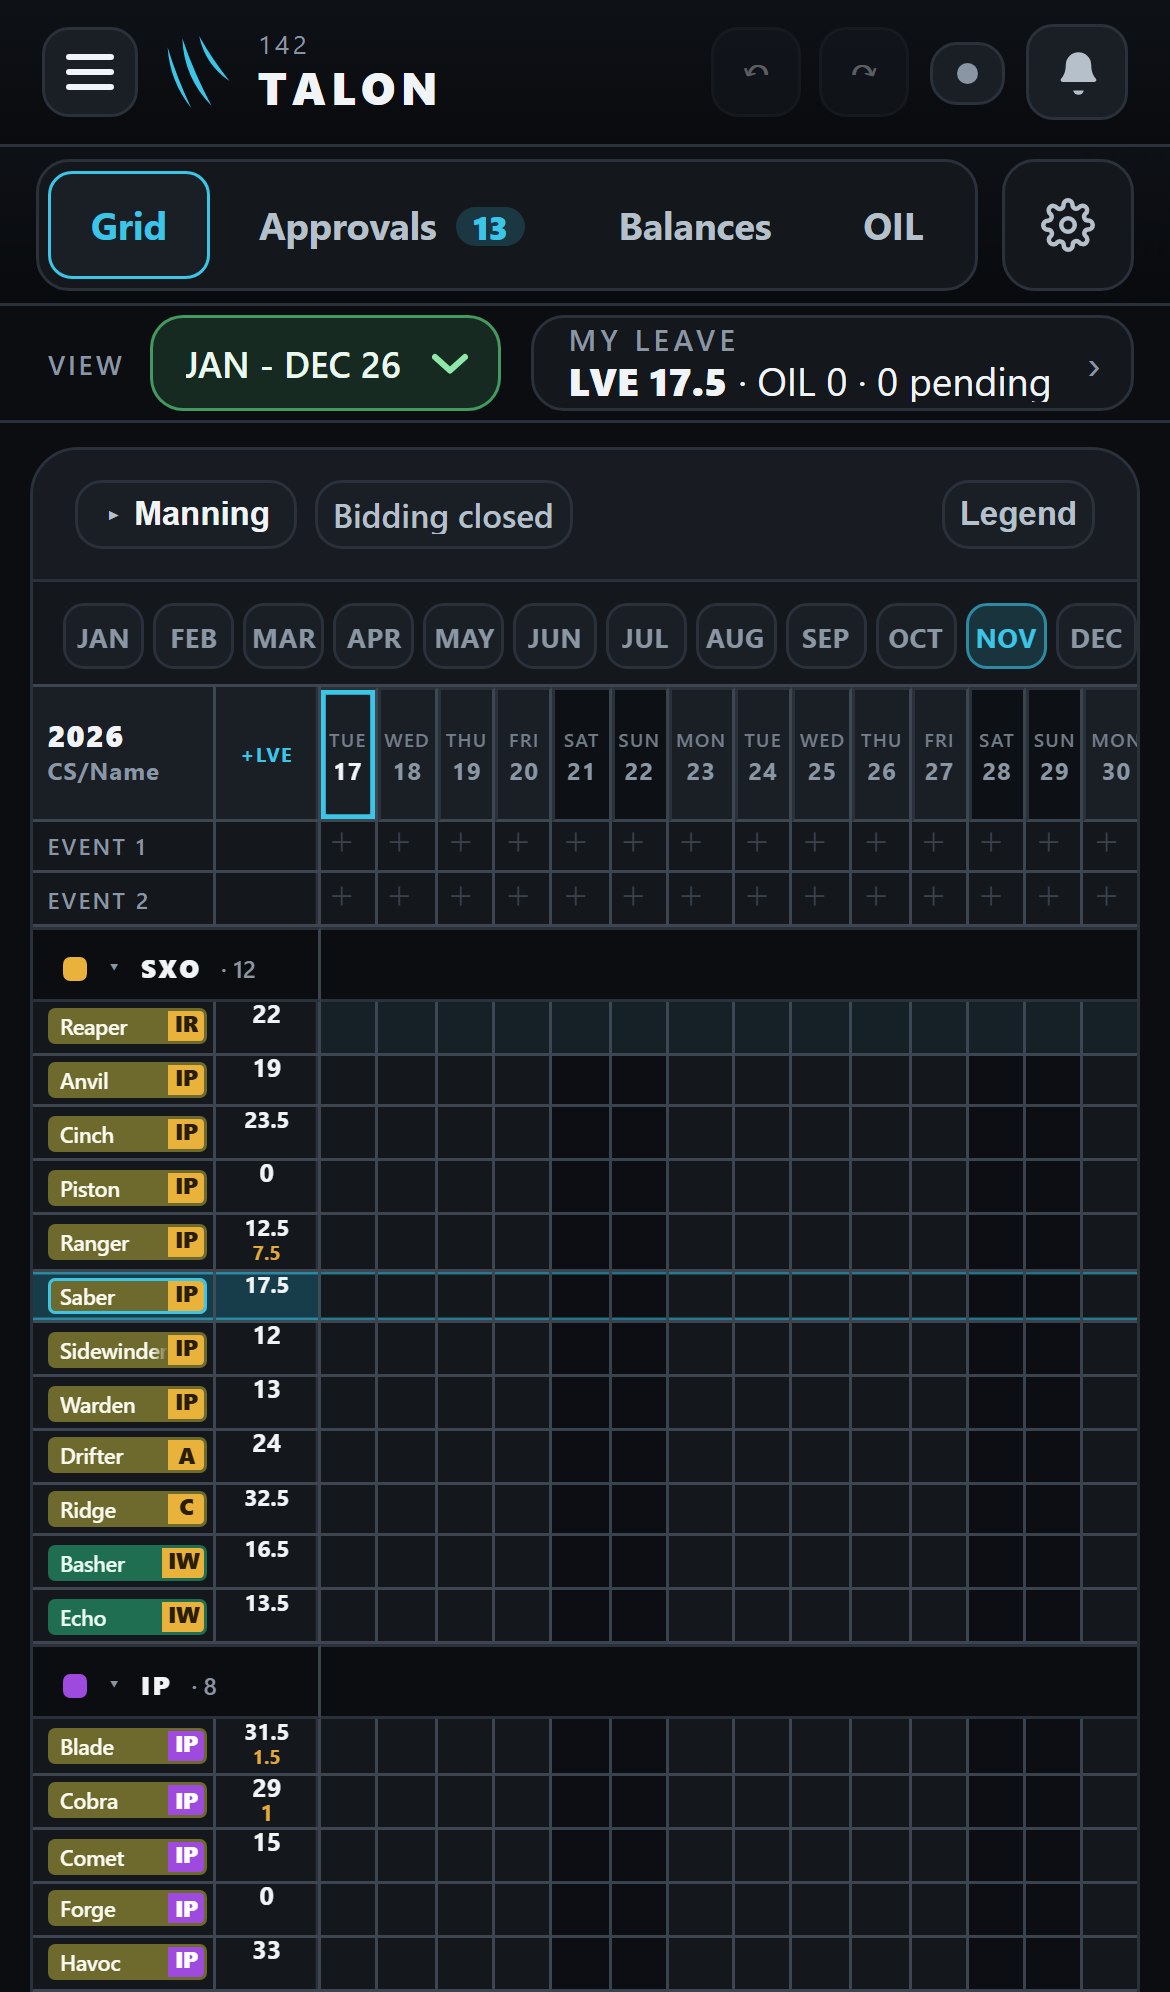 142
TALON
Grid Approvals 13 Balances OIL
VIEW JAN - DEC 26
MY LEAVE
LVE 17.5 · OIL 0 · 0 pending ›
▸ Manning Bidding closed Legend
JAN FEB MAR APR MAY JUN JUL AUG SEP OCT NOV DEC
2026
CS/Name
+LVE
TUE WED THU FRI SAT SUN MON TUE WED THU FRI SAT SUN MON
17 18 19 20 21 22 23 24 25 26 27 28 29 30
EVENT 1 + + + + + + + + + + + + + +
EVENT 2 + + + + + + + + + + + + + +
▾ SXO · 12
Reaper IR 22
Anvil IP 19
Cinch IP 23.5
Piston IP 0
Ranger IP 12.5
7.5
Saber IP 17.5
Sidewinder IP 12
Warden IP 13
Drifter A 24
Ridge C 32.5
Basher IW 16.5
Echo IW 13.5
▾ IP · 8
Blade IP 31.5
1.5
Cobra IP 29
1
Comet IP 15
Forge IP 0
Havoc IP 33